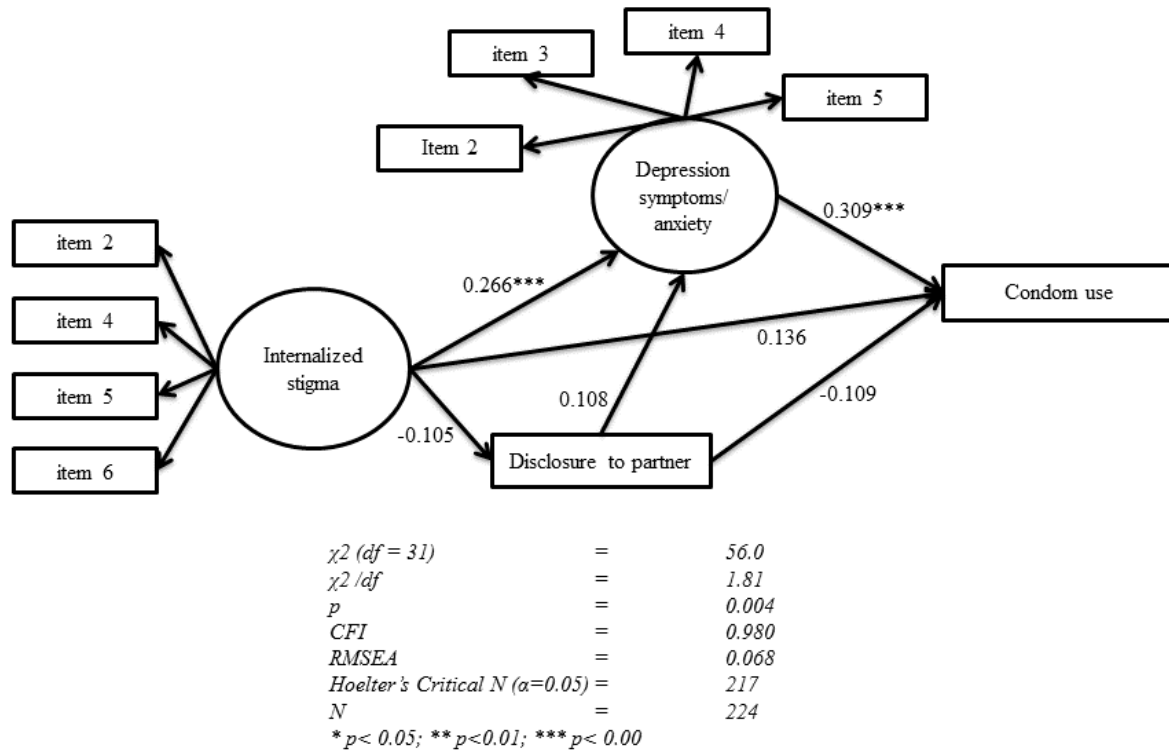 item 4
item 3
item 5
Item 2
Depression
symptoms/
anxiety
0.309***
item 2
0.266***
Condom use
item 4
0.136
Internalized
stigma
item 5
0.108
-0.109
-0.105
Disclosure to partner
item 6
χ2 (df = 31) = 56.0
χ2 /df = 1.81
p = 0.004
CFI = 0.980
RMSEA = 0.068
Hoelter's Critical N (α=0.05) = 217
N = 224
* p< 0.05; ** p<0.01; *** p< 0.00